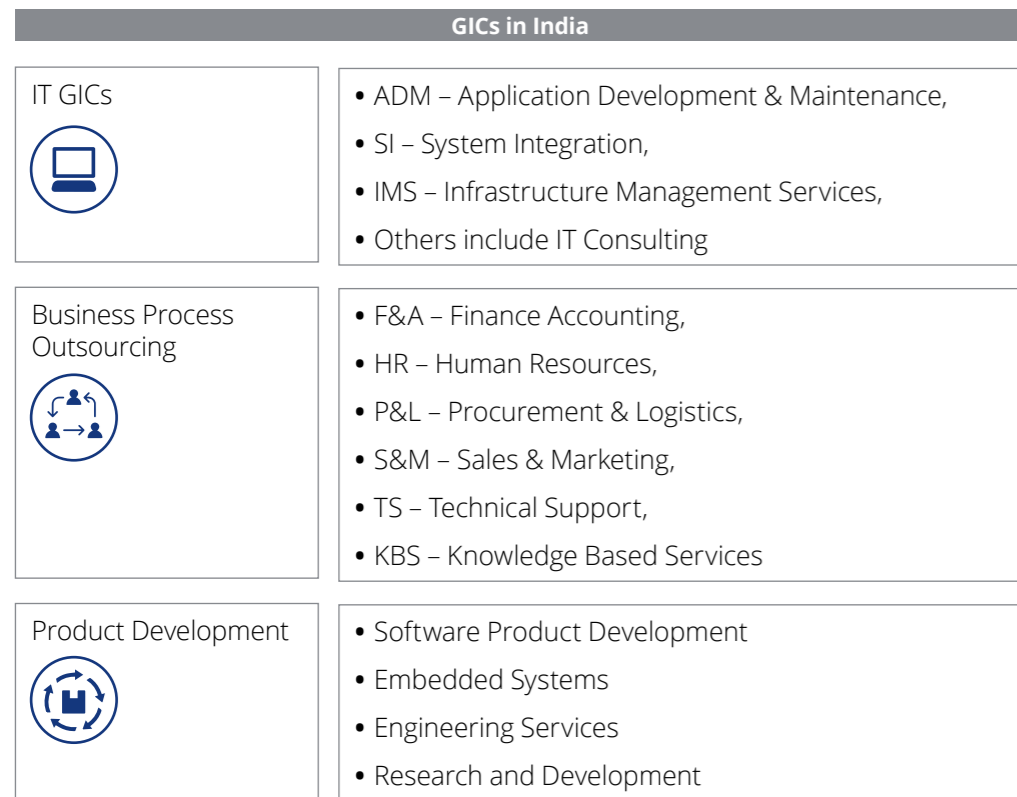 GICs in India
IT GICs
• ADM – Application Development & Maintenance,
• SI – System Integration,
• IMS – Infrastructure Management Services,
• Others include IT Consulting
Business Process
Outsourcing
• F&A – Finance Accounting,
• HR – Human Resources,
• P&L – Procurement & Logistics,
• S&M – Sales & Marketing,
• TS – Technical Support,
• KBS – Knowledge Based Services
Product Development
• Software Product Development
• Embedded Systems
• Engineering Services
• Research and Development